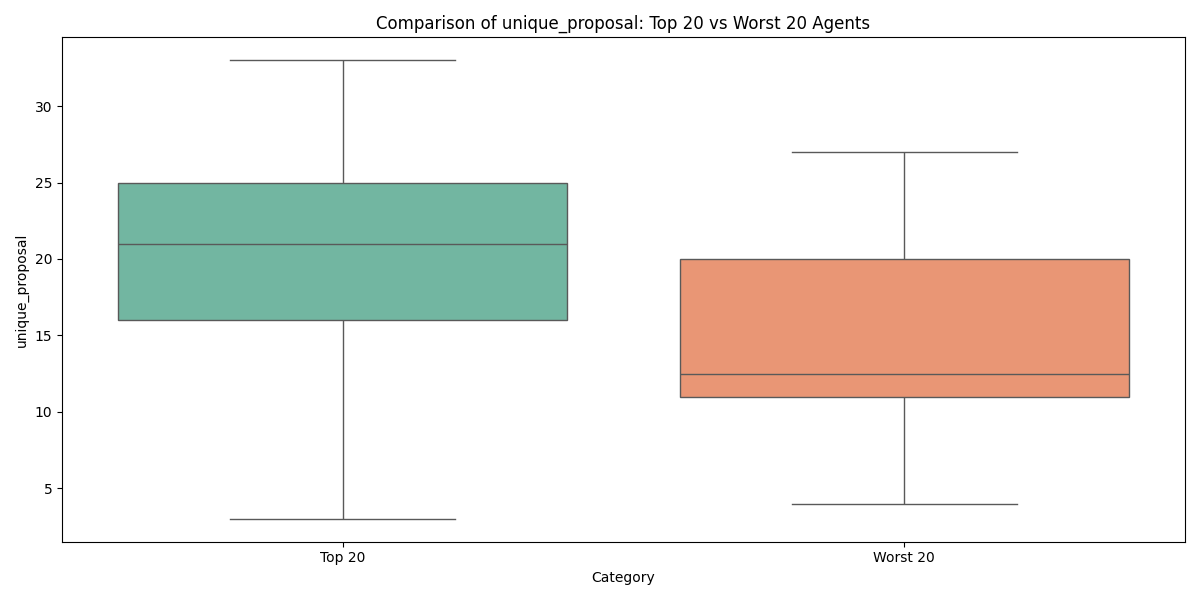 Comparison of unique_proposal: Top 20 vs Worst 20 Agents
unique_proposal
30
25
20
15
10
5
Top 20
Worst 20
Category